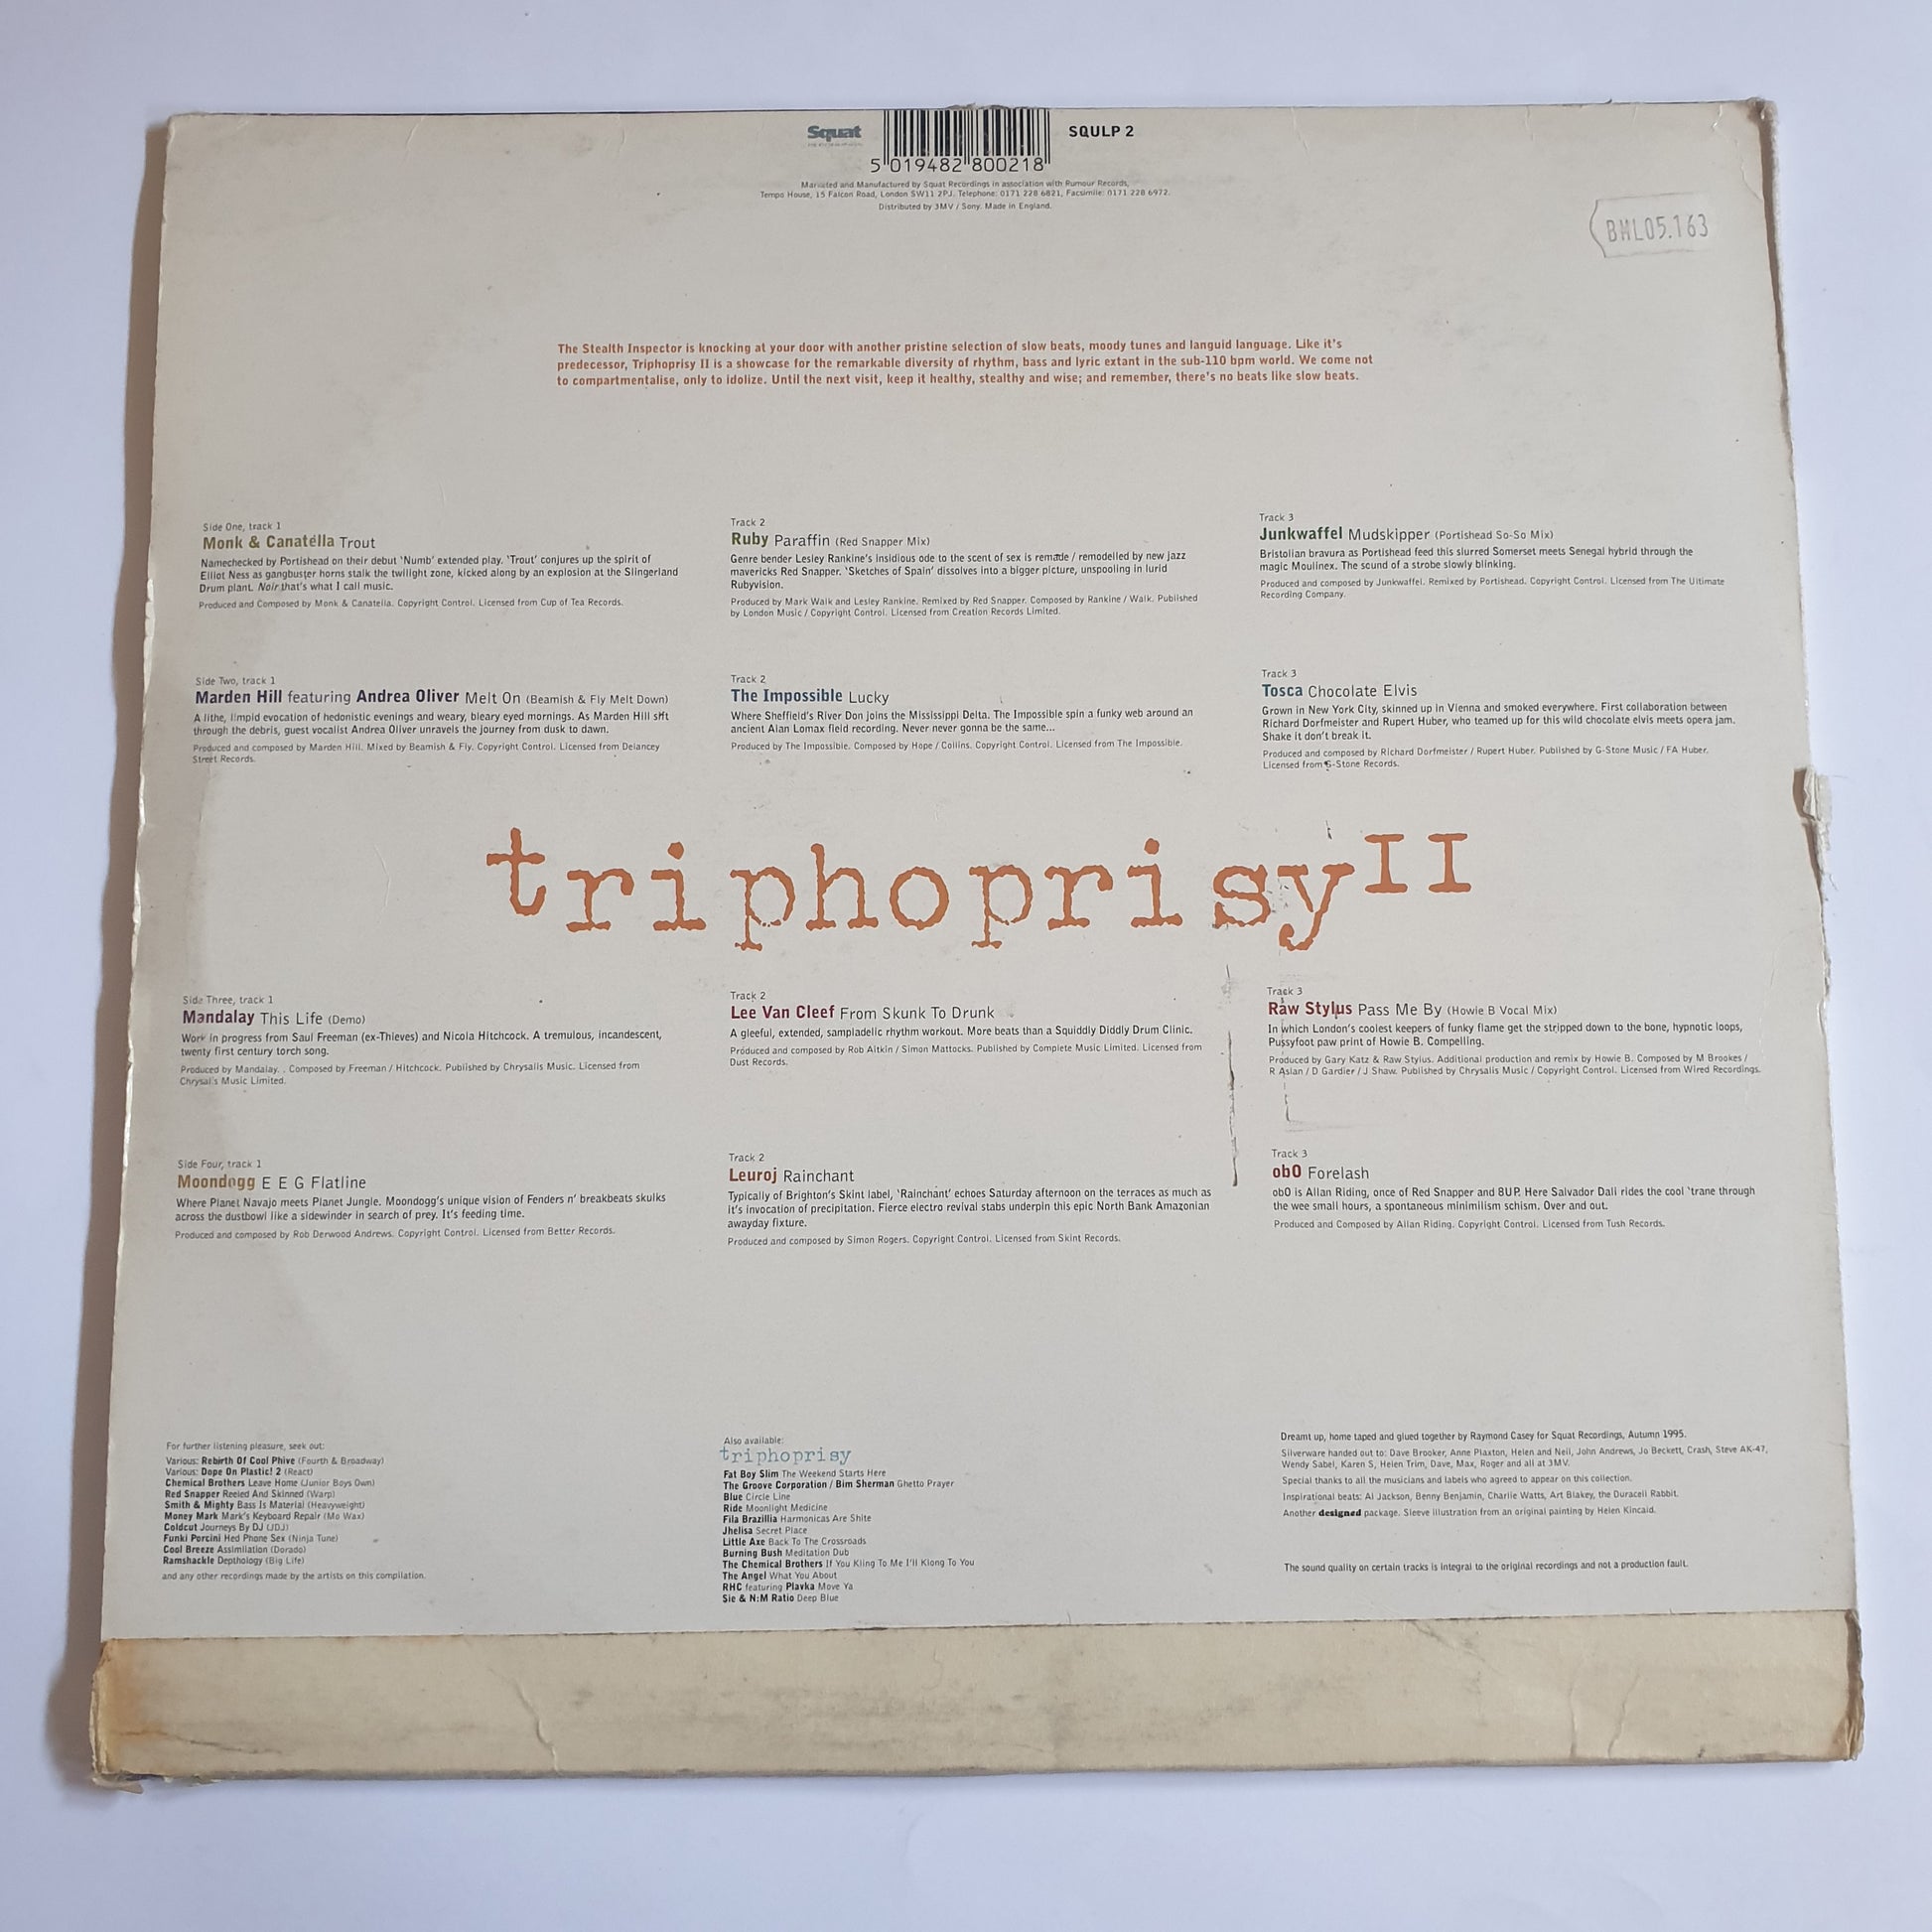 Squat
SQULP 2
5 019482 800218
Marketed and Manufactured by Squat Recordings in association with Rumour Records,
Tempo House, 15 Falcon Road, London SW11 2PJ. Telephone: 0171 228 6821, Facsimile: 0171 228 6972.
Distributed by 3MV / Sony. Made in England.
BML05.163
The Stealth Inspector is knocking at your door with another pristine selection of slow beats, moody tunes and languid language. Like it's
predecessor, Triphoprisy II is a showcase for the remarkable diversity of rhythm, bass and lyric extant in the sub-110 bpm world. We come not
to compartmentalise, only to idolize. Until the next visit, keep it healthy, stealthy and wise; and remember, there's no beats like slow beats.
Side One, track 1
Monk & Canatella Trout
Namechecked by Portishead on their debut 'Numb' extended play. 'Trout' conjures up the spirit of
Elliot Ness as gangbuster horns stalk the twilight zone, kicked along by an explosion at the Slingerland
Drum plant. Noir that's what I call music.
Produced and Composed by Monk & Canatella. Copyright Control. Licensed from Cup of Tea Records.
Track 2
Ruby Paraffin (Red Snapper Mix)
Genre bender Lesley Rankine's insidious ode to the scent of sex is remade / remodelled by new jazz
mavericks Red Snapper. 'Sketches of Spain' dissolves into a bigger picture, unspooling in lurid
Rubyvision.
Produced by Mark Walk and Lesley Rankine. Remixed by Red Snapper. Composed by Rankine / Walk. Published
by London Music / Copyright Control. Licensed from Creation Records Limited.
Track 3
Junkwaffel Mudskipper (Portishead So-So Mix)
Bristolian bravura as Portishead feed this slurred Somerset meets Senegal hybrid through the
magic Moulinex. The scund of a strobe slowly blinking.
Produced and composed by Junkwaffel. Remixed by Portishead. Copyright Control. Licensed from The Ultimate
Recording Company.
Side Two, track 1
Marden Hill featuring Andrea Oliver Melt On (Beamish & Fly Melt Down)
A lithe, limpid evocation of hedonistic evenings and weary, bleary eyed mornings. As Marden Hill sift
through the debris, guest vocalist Andrea Oliver unravels the journey from dusk to dawn.
Produced and composed by Marden Hill. Mixed by Beamish & Fly. Copyright Control. Licensed from Delancey
Street Records.
Track 2
The Impossible Lucky
Where Sheffield's River Don joins the Mississippi Delta. The Impossible spin a funky web around an
ancient Alan Lomax field recording. Never never gonna be the same...
Produced by The Impossible. Composed by Hope / Collins. Copyright Control. Licensed from The Impossible.
Track 3
Tosca Chocolate Elvis
Grown in New York City, skinned up in Vienna and smoked everywhere. First collaboration between
Richard Dorfmeister and Rupert Huber, who teamed up for this wild chocolate elvis meets opera jam.
Shake it don't break it.
Produced and composed by Richard Dorfmeister / Rupert Huber. Published by G-Stone Music / FA Huber.
Licensed from G-Stone Records.
triphoprisy II
Side Three, track 1
Mandalay This Life (Demo)
Work in progress from Saul Freeman (ex-Thieves) and Nicola Hitchcock. A tremulous, incandescent,
twenty first century torch song.
Produced by Mandalay. . Composed by Freeman / Hitchcock. Published by Chrysalis Music. Licensed from
Chrysalis Music Limited.
Track 2
Lee Van Cleef From Skunk To Drunk
A gleeful, extended, sampladelic rhythm workout. More beats than a Squiddly Diddly Drum Clinic.
Produced and composed by Rob Aitkin / Simon Mattocks. Published by Complete Music Limited. Licensed from
Dust Records.
Track 3
Raw Stylus Pass Me By (Howie B Vocal Mix)
In which London's coolest keepers of funky flame get the stripped down to the bone, hypnotic loops,
Pussyfoot paw print of Howie B. Compelling.
Produced by Gary Katz & Raw Stylus. Additional production and remix by Howie B. Composed by M Brookes /
R Aslan / D Gardier / J Shaw. Published by Chrysalis Music / Copyright Control. Licensed from Wired Recordings.
Side Four, track 1
Moondogg E E G Flatline
Where Planet Navajo meets Planet Jungle. Moondogg's unique vision of Fenders n' breakbeats skulks
across the dustbowl like a sidewinder in search of prey. It's feeding time.
Produced and composed by Rob Derwood Andrews. Copyright Control. Licensed from Better Records.
Track 2
Leuroj Rainchant
Typically of Brighton's Skint label, 'Rainchant' echoes Saturday afternoon on the terraces as much as
it's invocation of precipitation. Fierce electro revival stabs underpin this epic North Bank Amazonian
awayday fixture.
Produced and composed by Simon Rogers. Copyright Control. Licensed from Skint Records.
Track 3
obO Forelash
obO is Allan Riding, once of Red Snapper and 8UP. Here Salvador Dali rides the cool 'trane through
the wee small hours, a spontaneous minimilism schism. Over and out.
Produced and Composed by Allan Riding. Copyright Control. Licensed from Tush Records.
For further listening pleasure, seek out:
Various: Rebirth Of Cool Phive (Fourth & Broadway)
Various: Dope On Plastic! 2 (React)
Chemical Brothers Leave Home (Junior Boys Own)
Red Snapper Reeled And Skinned (Warp)
Smith & Mighty Bass Is Material (Heavyweight)
Money Mark Mark's Keyboard Repair (Mo Wax)
Coldcut Journeys By DJ (JDJ)
Funki Porcini Hed Phone Sex (Ninja Tune)
Cool Breeze Assimilation (Dorado)
Ramshackle Depthology (Big Life)
and any other recordings made by the artists on this compilation.
Also available:
triphoprisy
Fat Boy Slim The Weekend Starts Here
The Groove Corporation / Bim Sherman Ghetto Prayer
Blue Circle Line
Ride Moonlight Medicine
Fila Brazillia Harmonicas Are Shite
Jhelisa Secret Place
Little Axe Back To The Crossroads
Burning Bush Meditation Dub
The Chemical Brothers If You Kling To Me I'll Klong To You
The Angel What You About
RHC featuring Plavka Move Ya
Sie & N:M Ratio Deep Blue
Dreamt up, home taped and glued together by Raymond Casey for Squat Recordings, Autumn 1995.
Silverware handed out to: Dave Brooker, Anne Plaxton, Helen and Neil, John Andrews, Jo Beckett, Crash, Steve AK-47,
Wendy Sabel, Karen S, Helen Trim, Dave, Max, Roger and all at 3MV.
Special thanks to all the musicians and labels who agreed to appear on this collection.
Inspirational beats: Al Jackson, Benny Benjamin, Charlie Watts, Art Blakey, the Duracell Rabbit.
Another designed package. Sleeve illustration from an original painting by Helen Kincaid.
The sound quality on certain tracks is integral to the original recordings and not a production fault.